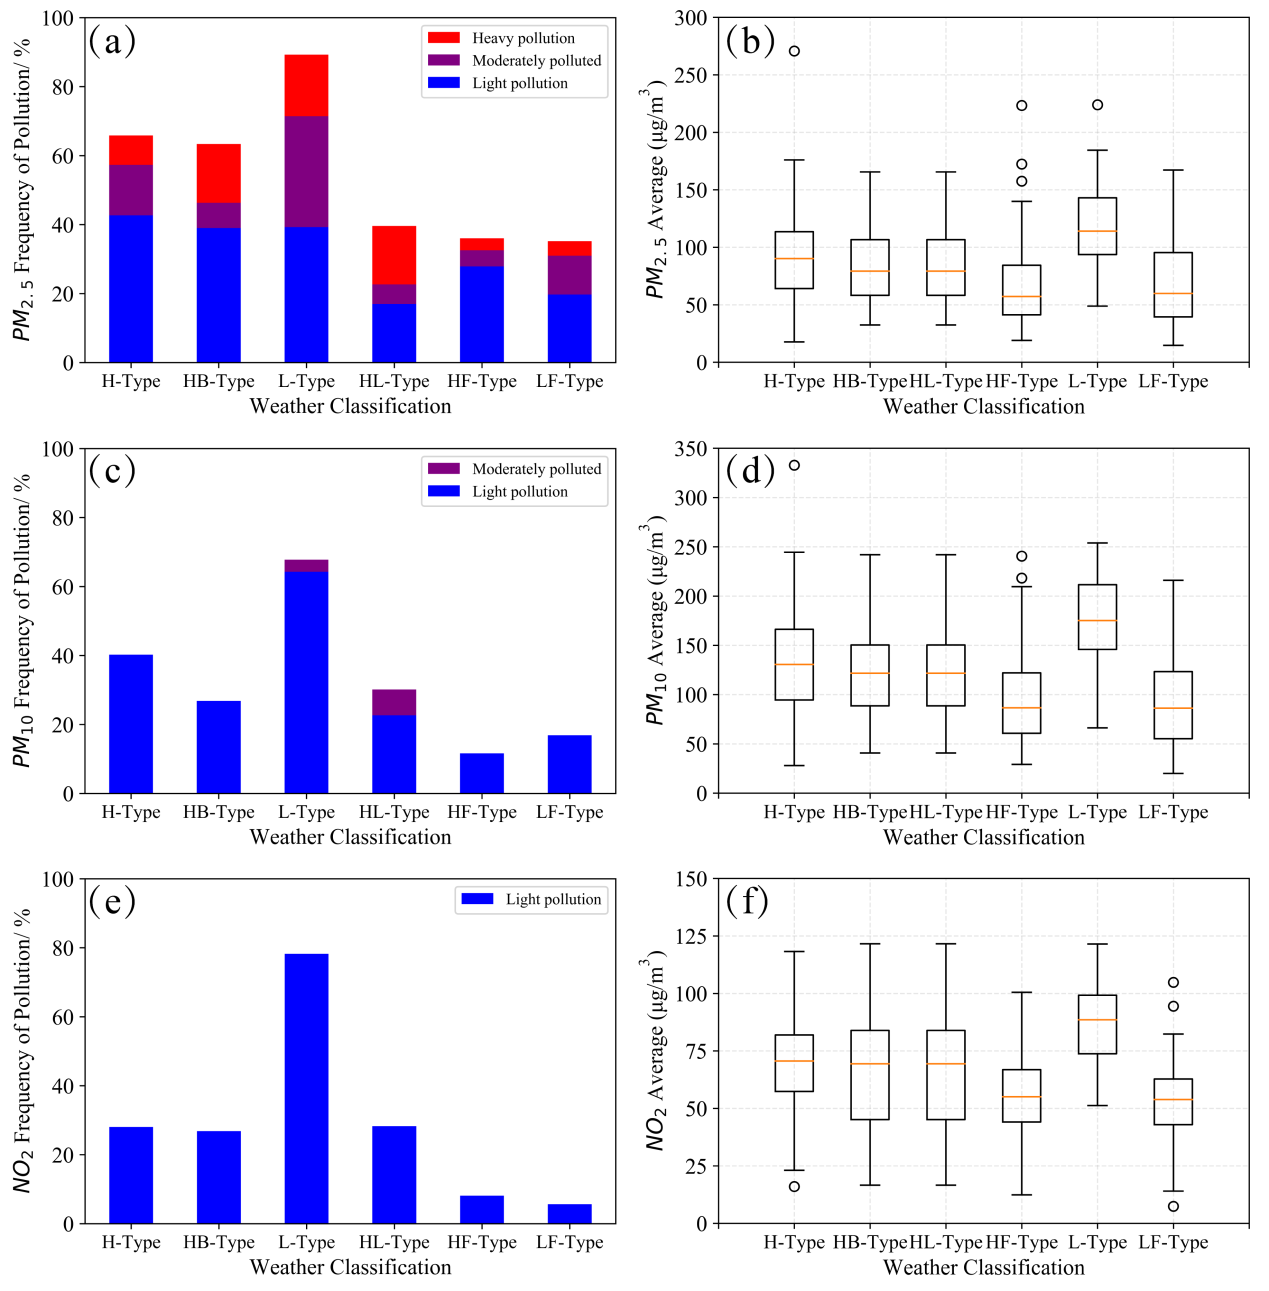 (a)
PM2.5 Frequency of Pollution/ %
100
80
60
40
20
0
Heavy pollution
Moderately polluted
Light pollution
H-Type HB-Type L-Type HL-Type HF-Type LF-Type
Weather Classification
(b)
PM2.5 Average (μg/m3)
300
250
200
150
100
50
0
H-Type HB-Type HL-Type HF-Type L-Type LF-Type
Weather Classification
(c)
PM10 Frequency of Pollution/ %
100
80
60
40
20
0
Moderately polluted
Light pollution
H-Type HB-Type L-Type HL-Type HF-Type LF-Type
Weather Classification
(d)
PM10 Average (μg/m3)
350
300
250
200
150
100
50
0
H-Type HB-Type HL-Type HF-Type L-Type LF-Type
Weather Classification
(e)
NO2 Frequency of Pollution/ %
100
80
60
40
20
0
Light pollution
H-Type HB-Type L-Type HL-Type HF-Type LF-Type
Weather Classification
(f)
NO2 Average (μg/m3)
150
125
100
75
50
25
0
H-Type HB-Type HL-Type HF-Type L-Type LF-Type
Weather Classification